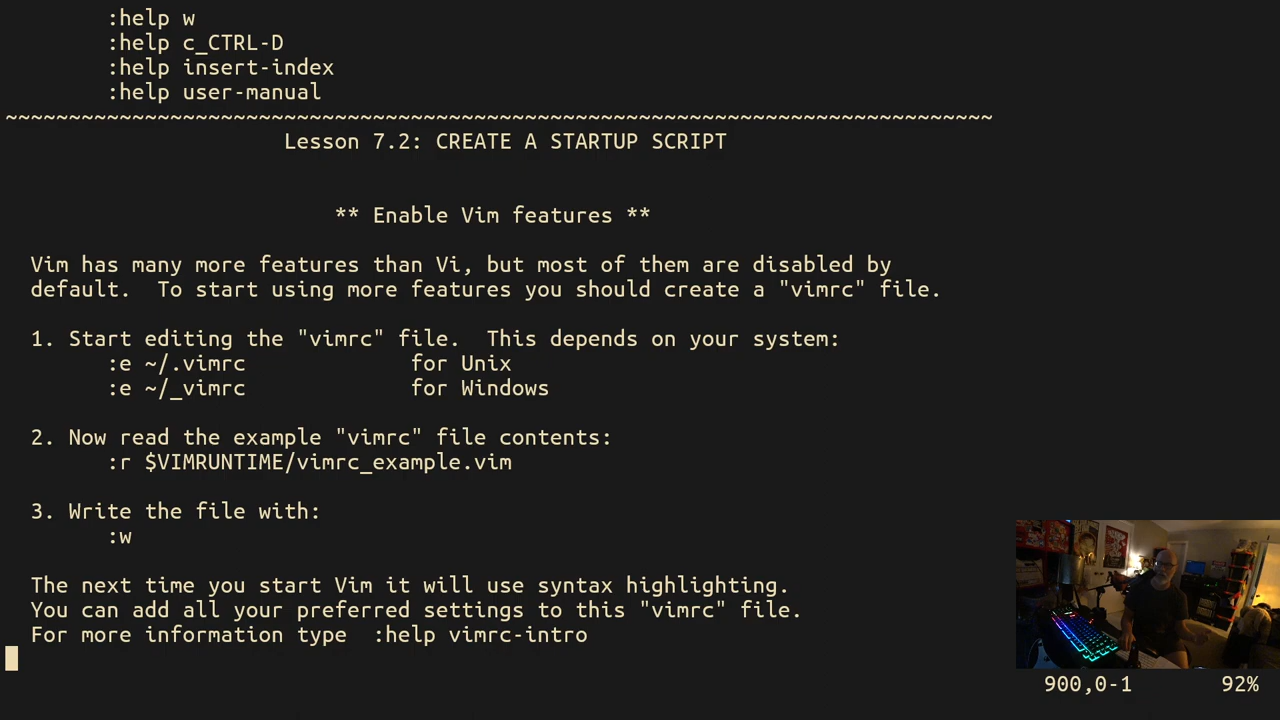 :help w
:help c_CTRL-D
:help insert-index
:help user-manual
~~~~~~~~~~~~~~~~~~~~~~~~~~~~~~~~~~~~~~~~~~~~~~~~~~~~~~~~~~~~~~~~~~~~~~~~~~~~~~
Lesson 7.2: CREATE A STARTUP SCRIPT
** Enable Vim features **
Vim has many more features than Vi, but most of them are disabled by
default.  To start using more features you should create a "vimrc" file.
1. Start editing the "vimrc" file.  This depends on your system:
:e ~/.vimrc             for Unix
:e ~/_vimrc             for Windows
2. Now read the example "vimrc" file contents:
:r $VIMRUNTIME/vimrc_example.vim
3. Write the file with:
:w
The next time you start Vim it will use syntax highlighting.
You can add all your preferred settings to this "vimrc" file.
For more information type  :help vimrc-intro
900,0-1       92%